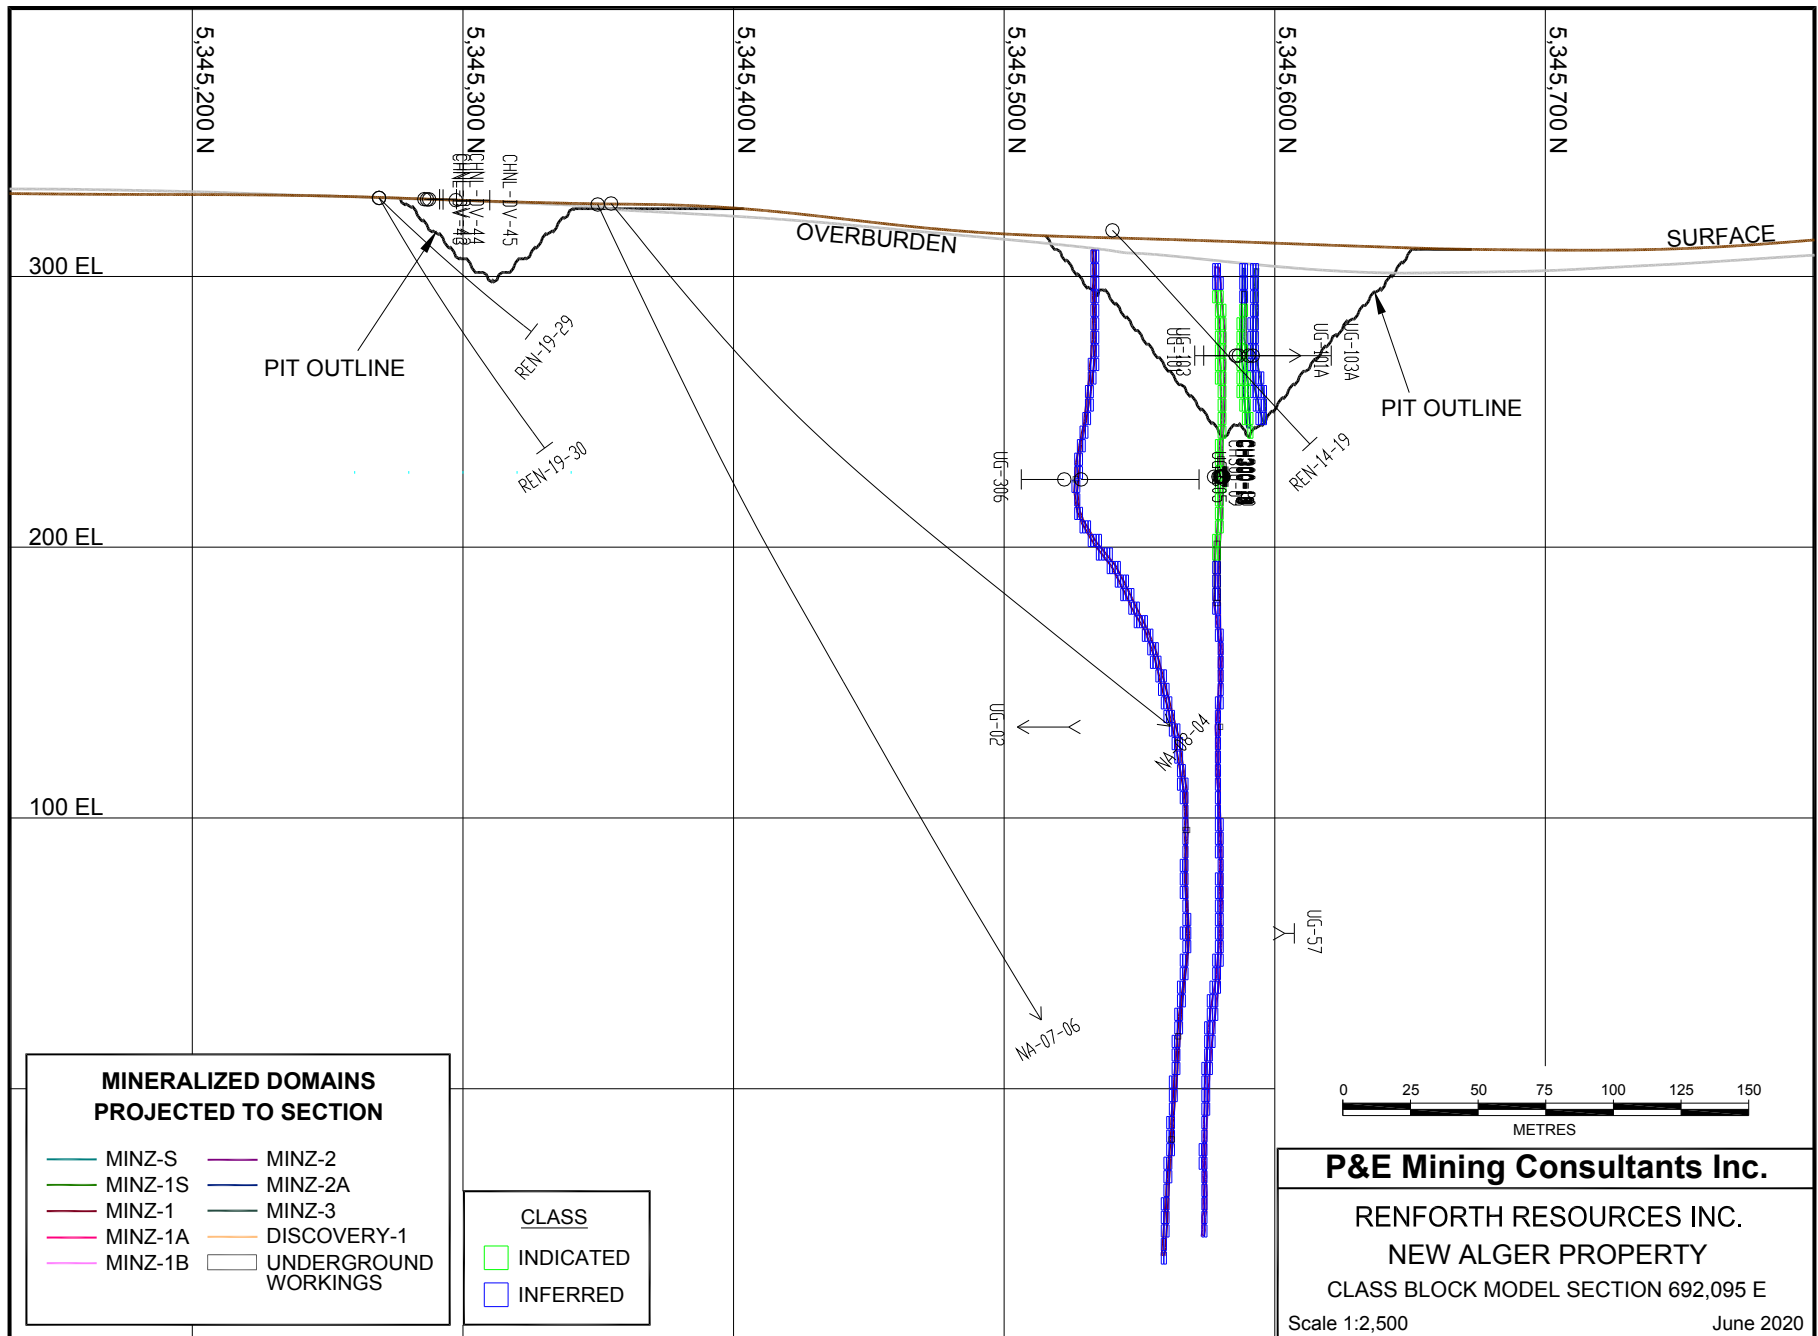 5,345,200 N
5,345,300 N
5,345,400 N
5,345,500 N
5,345,600 N
5,345,700 N
CHNL-DV-44
CHNL-DV-45
OVERBURDEN
SURFACE
300 EL
PIT OUTLINE
REN-19-29
REN-19-30
UG-103
UG-101A
UG-103A
PIT OUTLINE
REN-14-19
UG-306
200 EL
UG-02
NA-08-04
100 EL
UG-57
NA-07-06
MINERALIZED DOMAINS
PROJECTED TO SECTION
MINZ-S
MINZ-1S
MINZ-1
MINZ-1A
MINZ-1B
MINZ-2
MINZ-2A
MINZ-3
DISCOVERY-1
UNDERGROUND
WORKINGS
CLASS
INDICATED
INFERRED
0 25 50 75 100 125 150
METRES
P&E Mining Consultants Inc.
RENFORTH RESOURCES INC.
NEW ALGER PROPERTY
CLASS BLOCK MODEL SECTION 692,095 E
Scale 1:2,500 June 2020